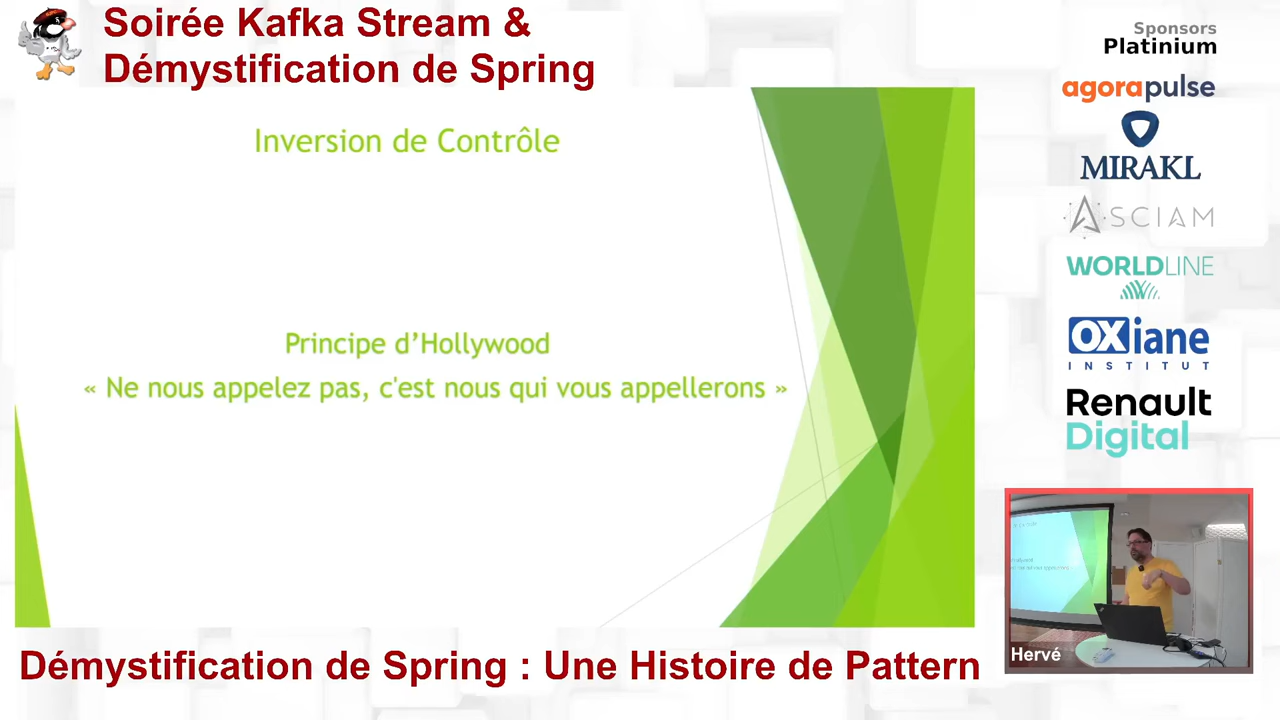 Soirée Kafka Stream &
Démystification de Spring
Sponsors
Platinium
agorapulse
MIRAKL
ASCIAM
WORLDLINE
OXiane
INSTITUT
Renault
Digital
Inversion de Contrôle
Principe d’Hollywood
« Ne nous appelez pas, c'est nous qui vous appellerons »
Hervé
Démystification de Spring : Une Histoire de Pattern